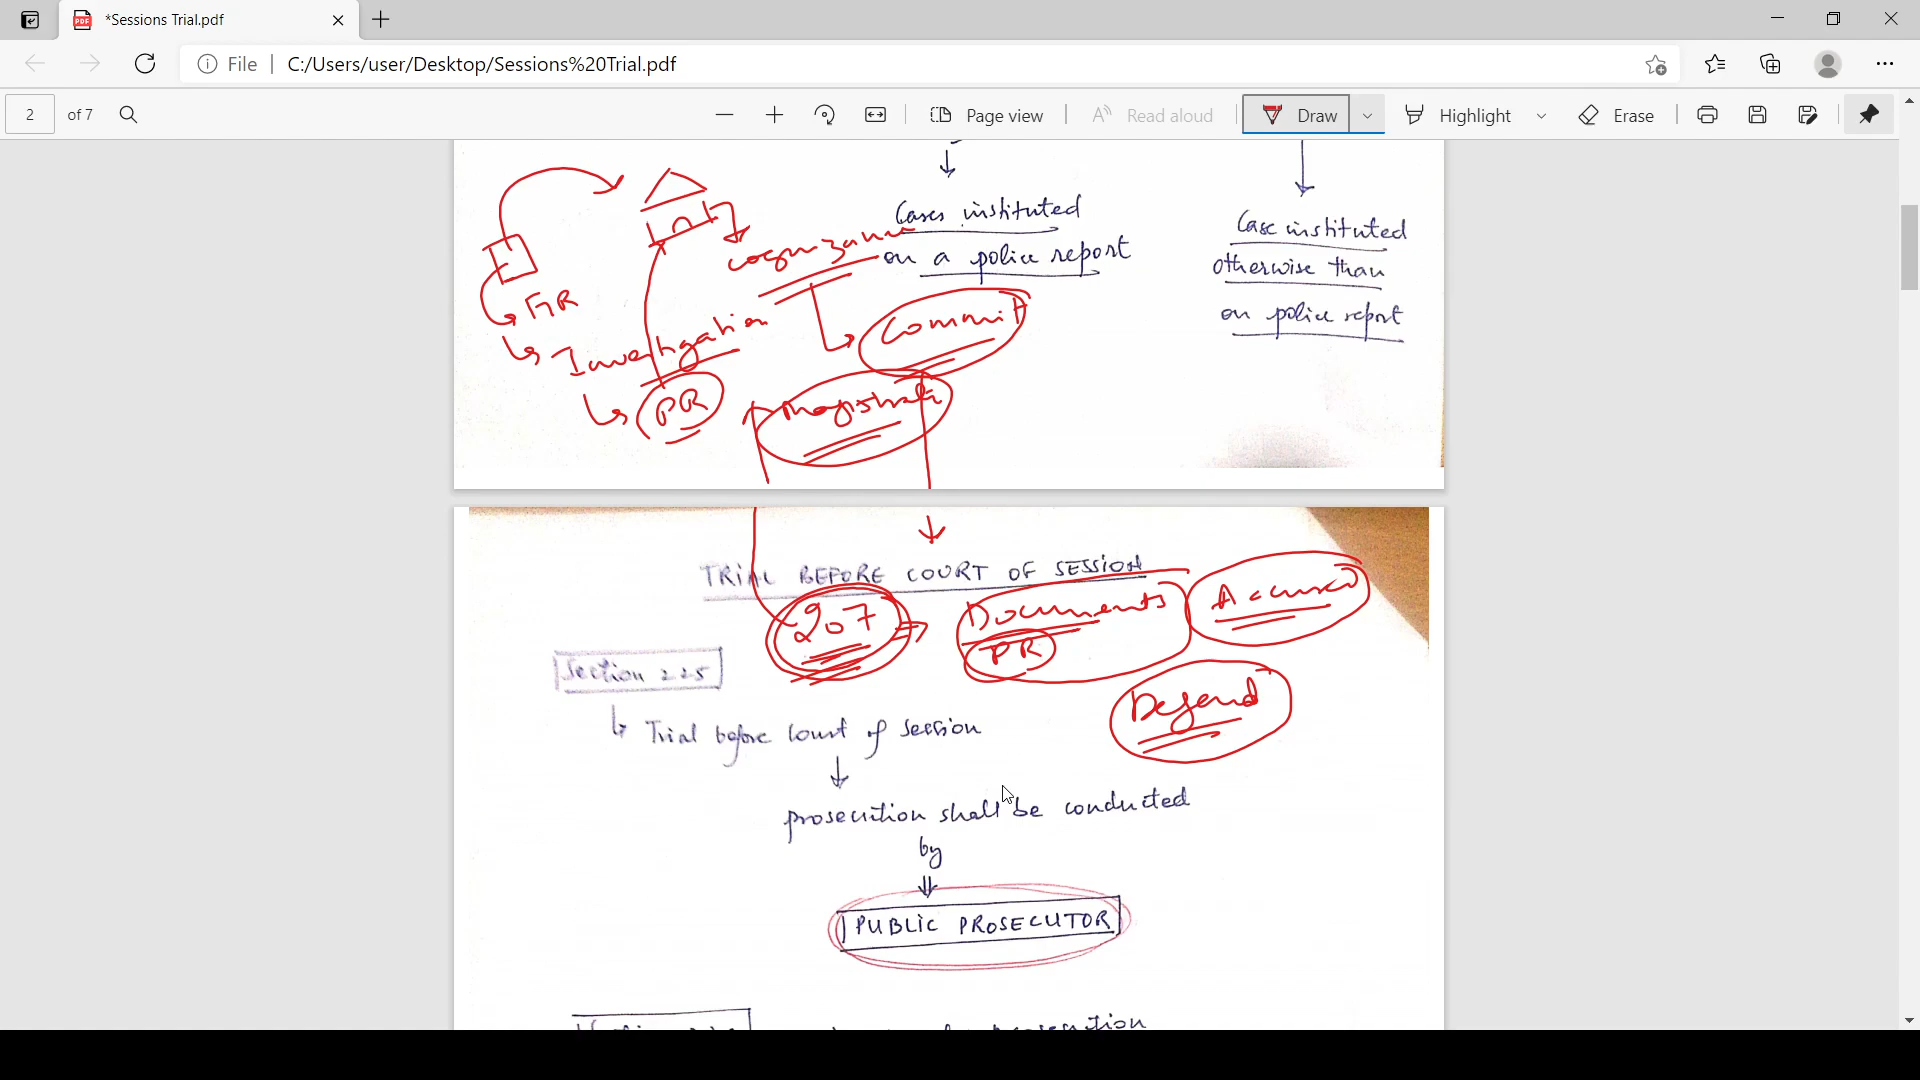 *Sessions Trial.pdf
File
C:/Users/user/Desktop/Sessions%20Trial.pdf
2
of 7
Page view
Read aloud
Draw
Highlight
Erase
Cases instituted
on a police report
Case instituted
otherwise than
on police report
Cognizance
FIR
Investigation
PR
Commit
Magistrate
TRIAL BEFORE COURT OF SESSION
207
Documents
PR
Accused
Defend
Section 225
Trial before Court of session
prosecution shall be conducted
by
PUBLIC PROSECUTOR